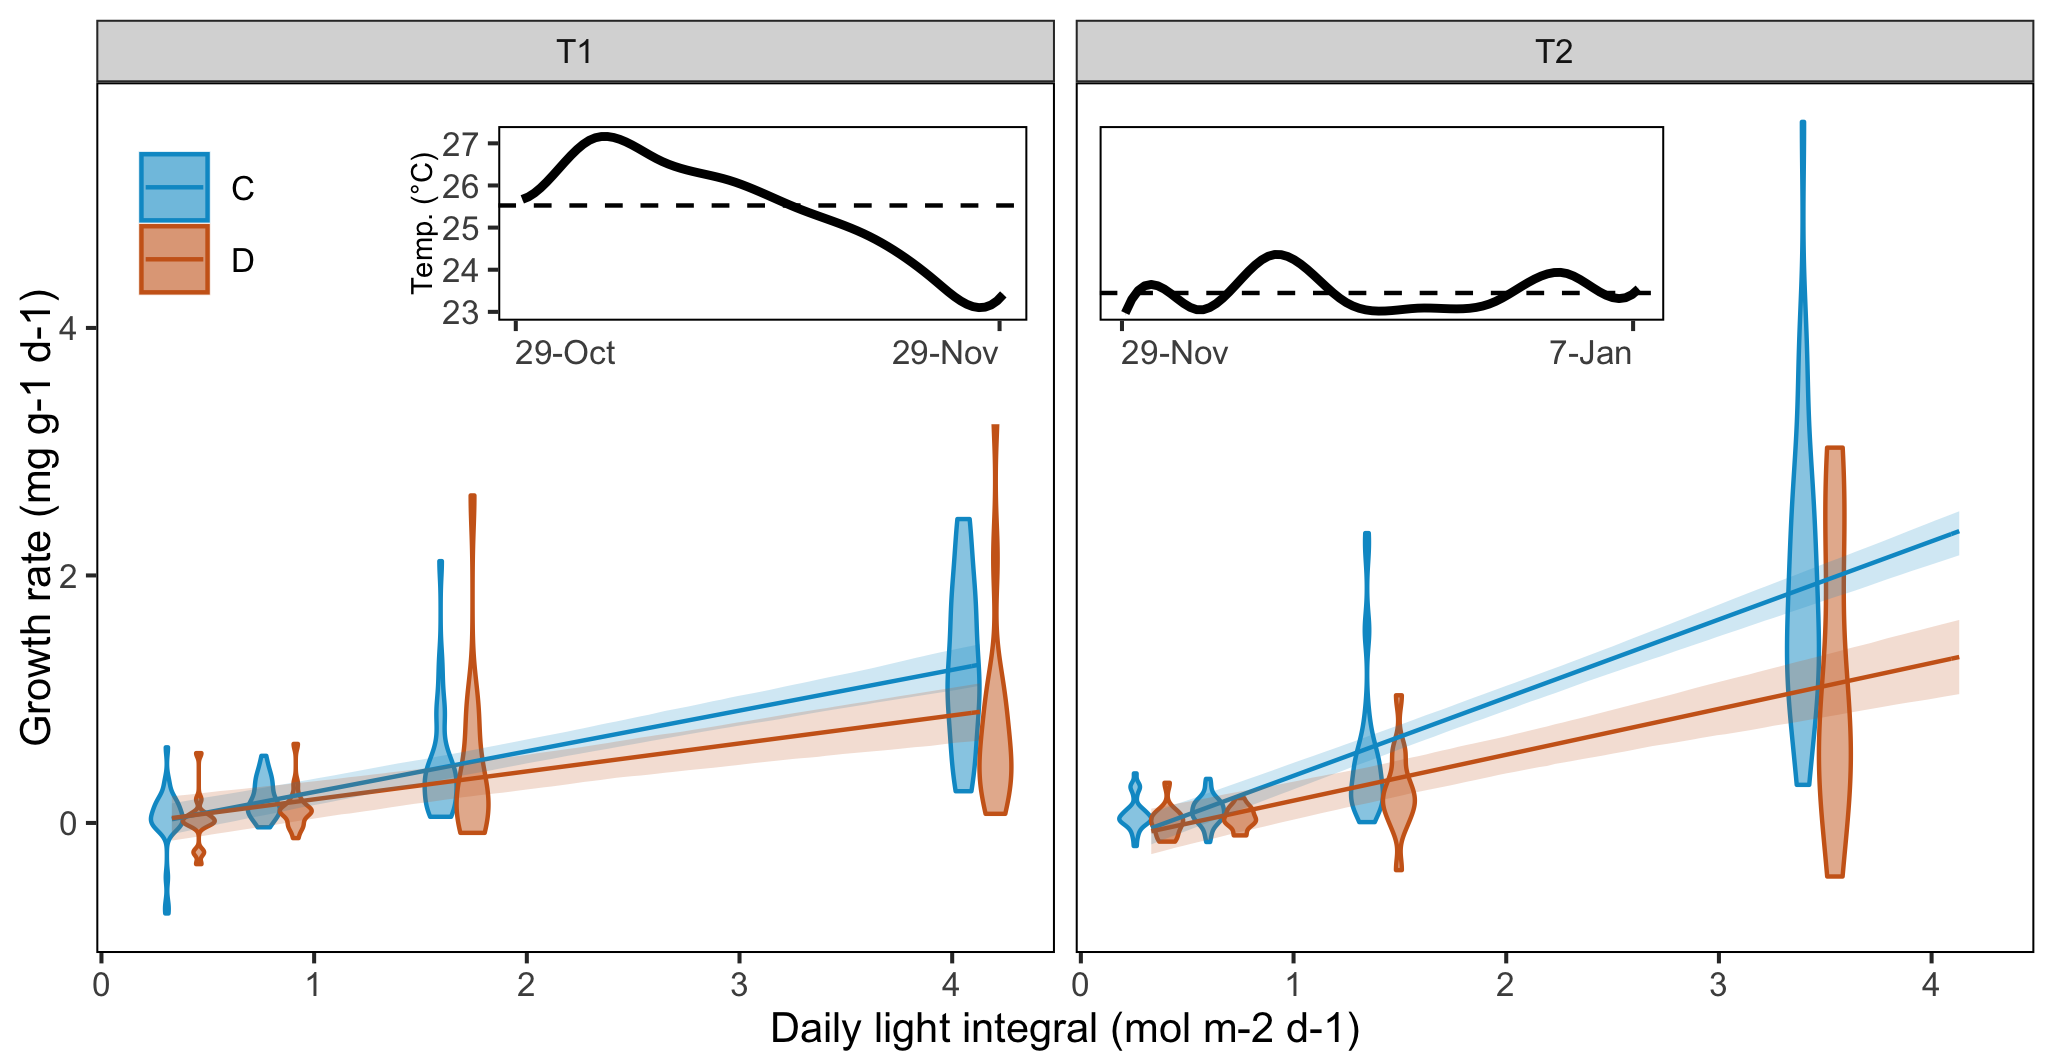 T1
T2
C
D
Temp. (°C)
27
26
25
24
23
29-Oct
29-Nov
29-Nov
7-Jan
Growth rate (mg g-1 d-1)
4
2
0
0
1
2
3
4
0
1
2
3
4
Daily light integral (mol m-2 d-1)